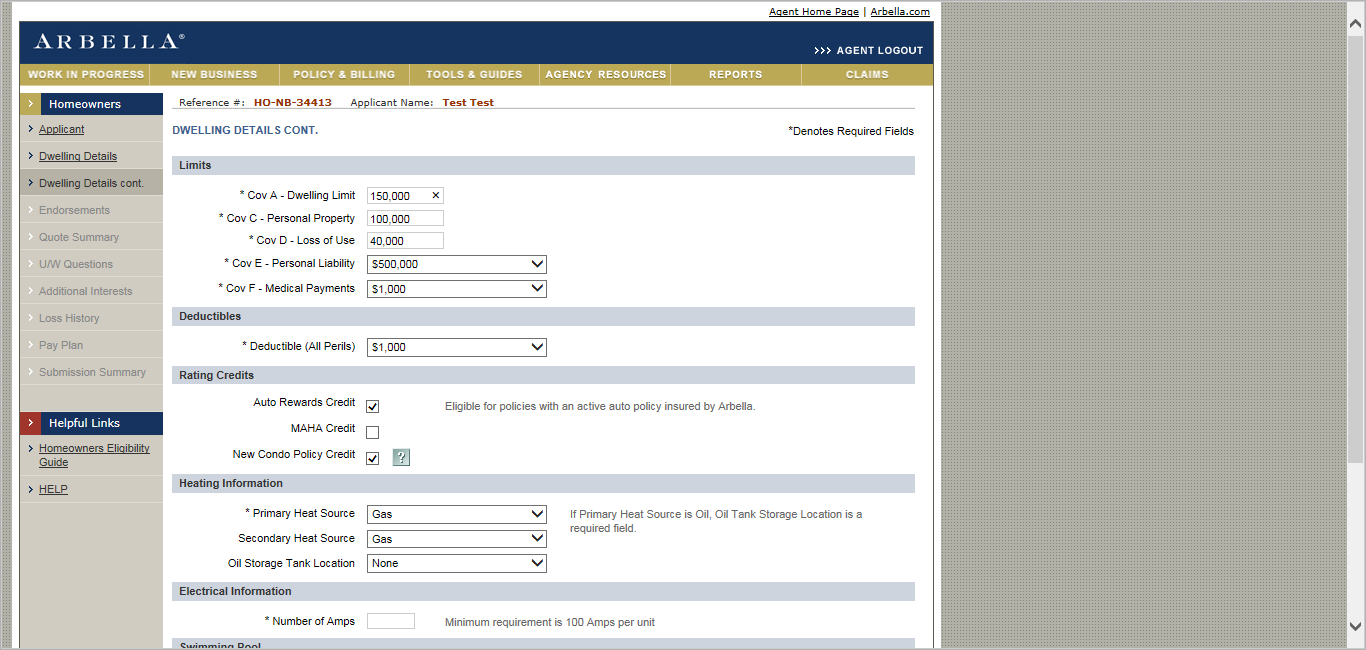 Agent Home Page | Arbella.com
ARBELLA®
>>> AGENT LOGOUT
WORK IN PROGRESS NEW BUSINESS POLICY & BILLING TOOLS & GUIDES AGENCY RESOURCES REPORTS CLAIMS
Homeowners
Applicant
Dwelling Details
Dwelling Details cont.
Endorsements
Quote Summary
U/W Questions
Additional Interests
Loss History
Pay Plan
Submission Summary
Helpful Links
Homeowners Eligibility
Guide
HELP
Reference #: HO-NB-34413 Applicant Name: Test Test
DWELLING DETAILS CONT.
*Denotes Required Fields
Limits
* Cov A - Dwelling Limit 150,000 ×
* Cov C - Personal Property 100,000
* Cov D - Loss of Use 40,000
* Cov E - Personal Liability $500,000
* Cov F - Medical Payments $1,000
Deductibles
* Deductible (All Perils) $1,000
Rating Credits
Auto Rewards Credit Eligible for policies with an active auto policy insured by Arbella.
MAHA Credit
New Condo Policy Credit ?
Heating Information
* Primary Heat Source Gas
If Primary Heat Source is Oil, Oil Tank Storage Location is a
required field.
Secondary Heat Source Gas
Oil Storage Tank Location None
Electrical Information
* Number of Amps Minimum requirement is 100 Amps per unit
Swimming Pool